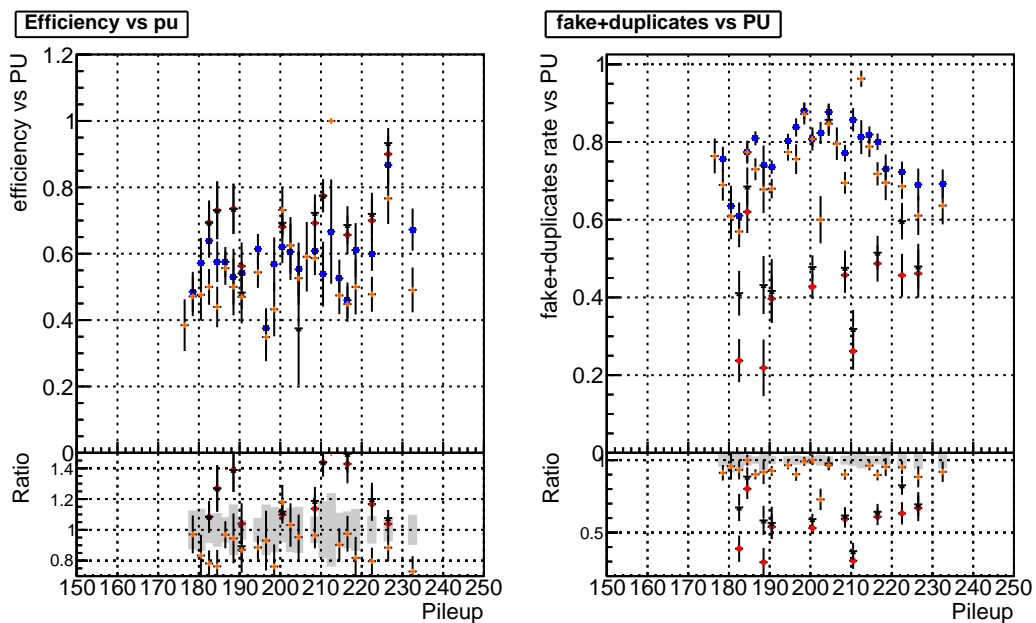 Efficiency vs pu
efficiency vs PU
1.2
1
0.8
0.6
0.4
0.2
0
Ratio
1.4
1.2
1
0.8
150 160 170 180 190 200 210 220 230 240 250
Pileup
fake+duplicates vs PU
fake+duplicates rate vs PU
1
0.8
0.6
0.4
0.2
0
Ratio
0.5
150 160 170 180 190 200 210 220 230 240 250
Pileup